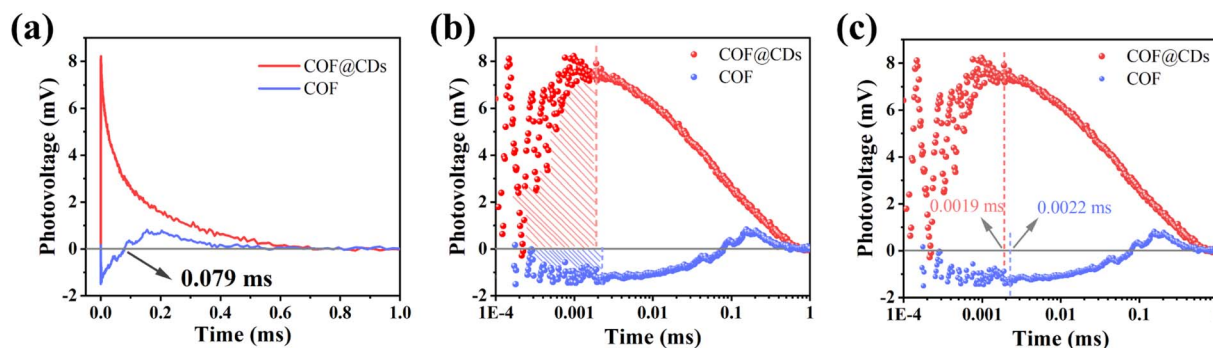 (a)
Photovoltage (mV)
8
6
4
2
0
-2
COF@CDs
COF
0.079 ms
0.0
0.2
0.4
0.6
0.8
1.0
Time (ms)
(b)
Photovoltage (mV)
8
6
4
2
0
-2
COF@CDs
COF
1E-4
0.001
0.01
0.1
1
Time (ms)
(c)
Photovoltage (mV)
8
6
4
2
0
-2
COF@CDs
COF
0.0019 ms
0.0022 ms
1E-4
0.001
0.01
0.1
Time (ms)